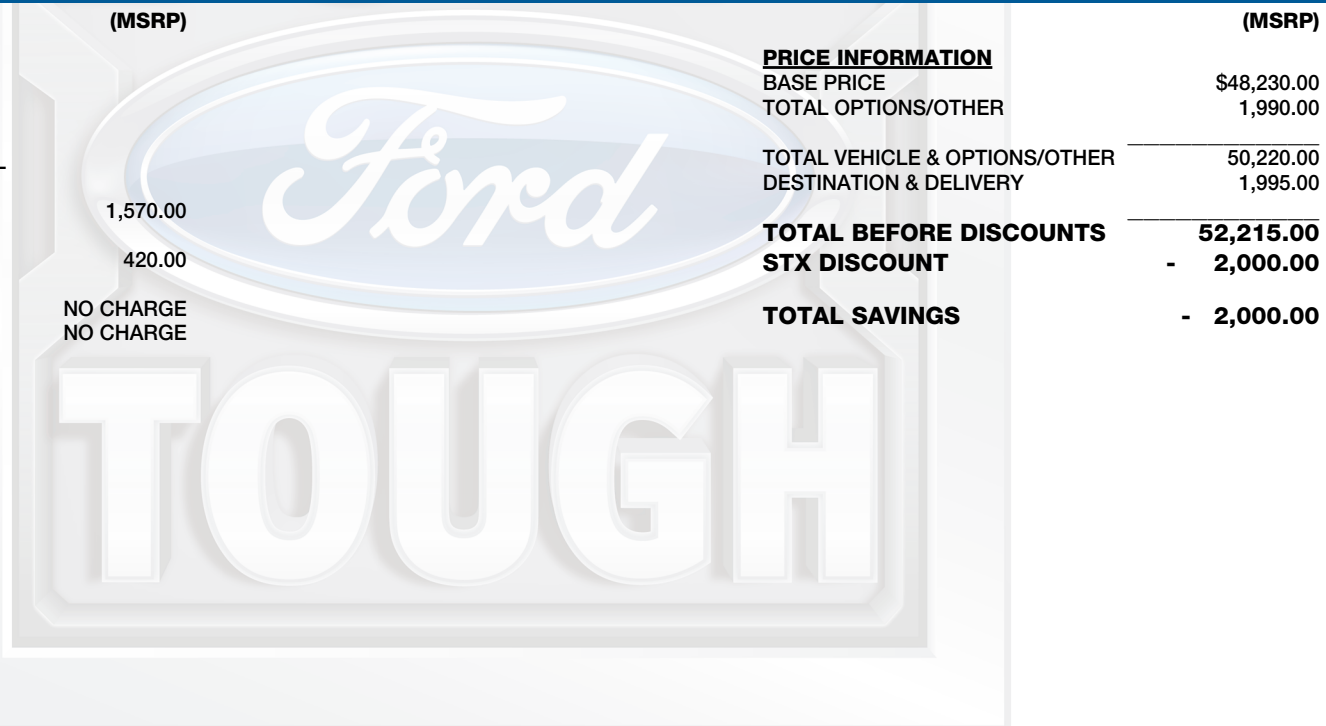 (MSRP)
1,570.00
420.00
NO CHARGE
NO CHARGE
Ford
TOUGH
(MSRP)
PRICE INFORMATION
BASE PRICE $48,230.00
TOTAL OPTIONS/OTHER 1,990.00
TOTAL VEHICLE & OPTIONS/OTHER 50,220.00
DESTINATION & DELIVERY 1,995.00
TOTAL BEFORE DISCOUNTS 52,215.00
STX DISCOUNT - 2,000.00
TOTAL SAVINGS - 2,000.00